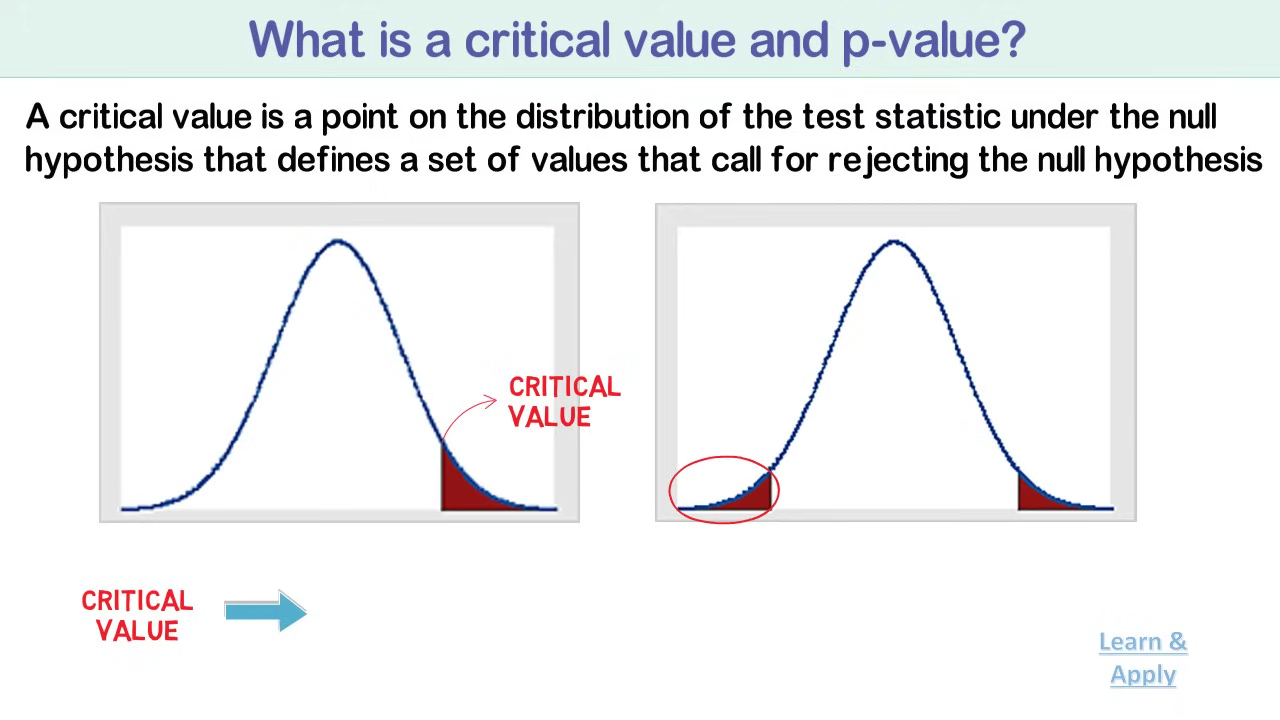 What is a critical value and p-value?
A critical value is a point on the distribution of the test statistic under the null
hypothesis that defines a set of values that call for rejecting the null hypothesis
CRITICAL
VALUE
CRITICAL
VALUE
Learn &
Apply